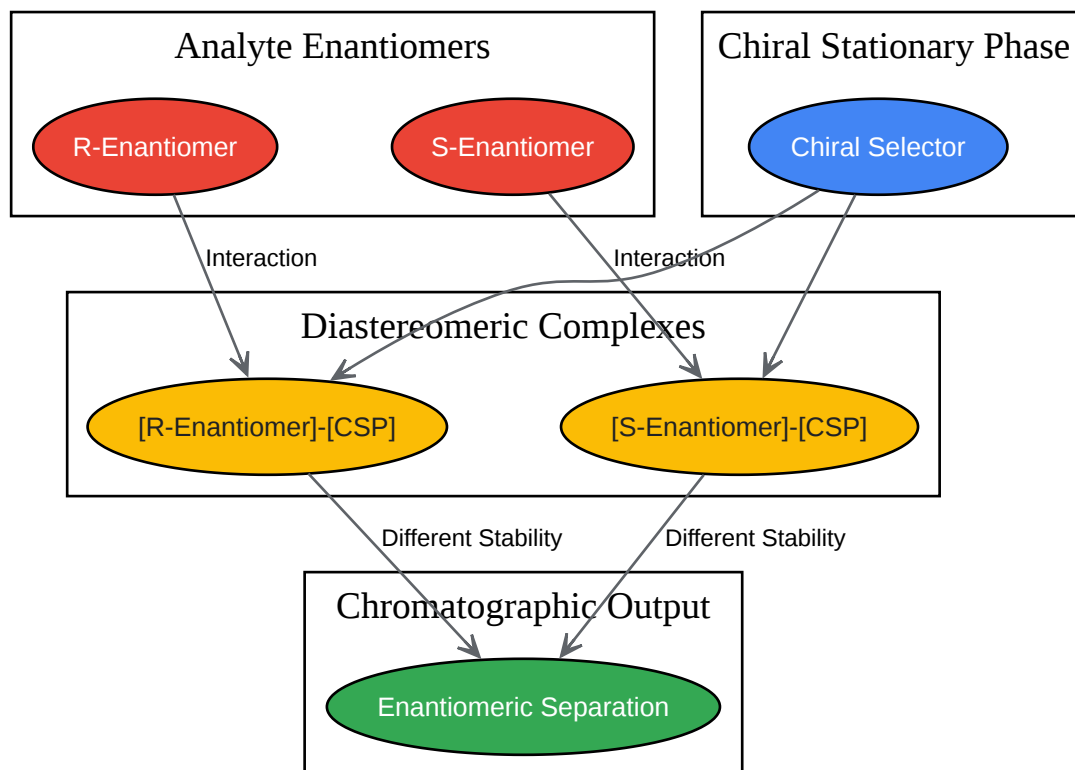 Analyte Enantiomers
Chiral Stationary Phase
R-Enantiomer
S-Enantiomer
Chiral Selector
Interaction
Interaction
Diastereomeric Complexes
[R-Enantiomer]-[CSP]
[S-Enantiomer]-[CSP]
Different Stability
Different Stability
Chromatographic Output
Enantiomeric Separation